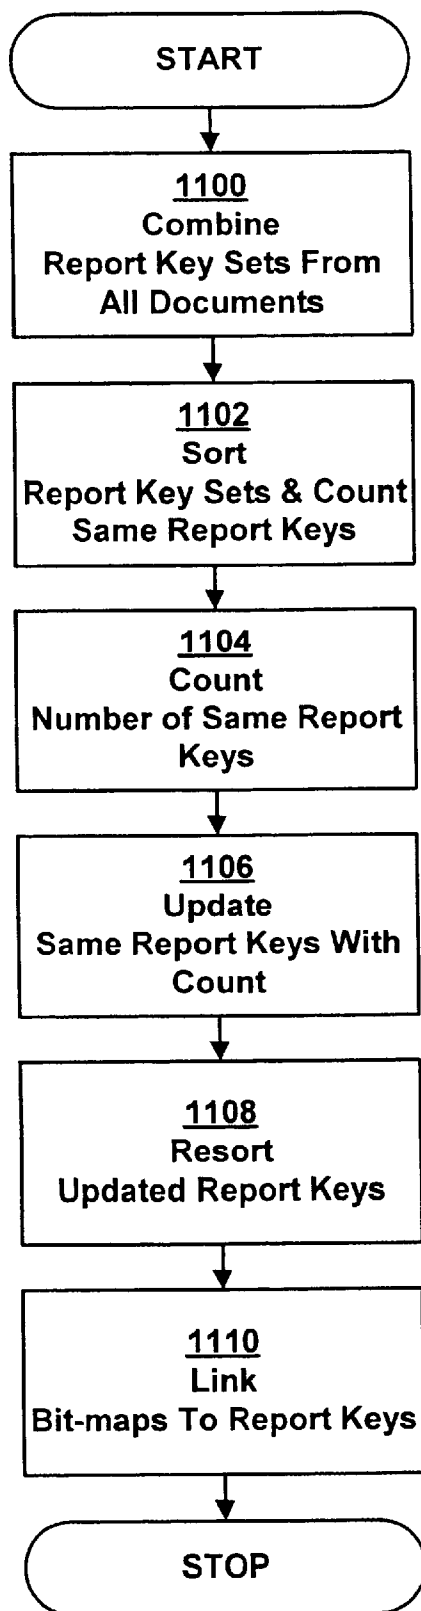 START
1100
Combine
Report Key Sets From
All Documents
1102
Sort
Report Key Sets & Count
Same Report Keys
1104
Count
Number of Same Report
Keys
1106
Update
Same Report Keys With
Count
1108
Resort
Updated Report Keys
1110
Link
Bit-maps To Report Keys
STOP